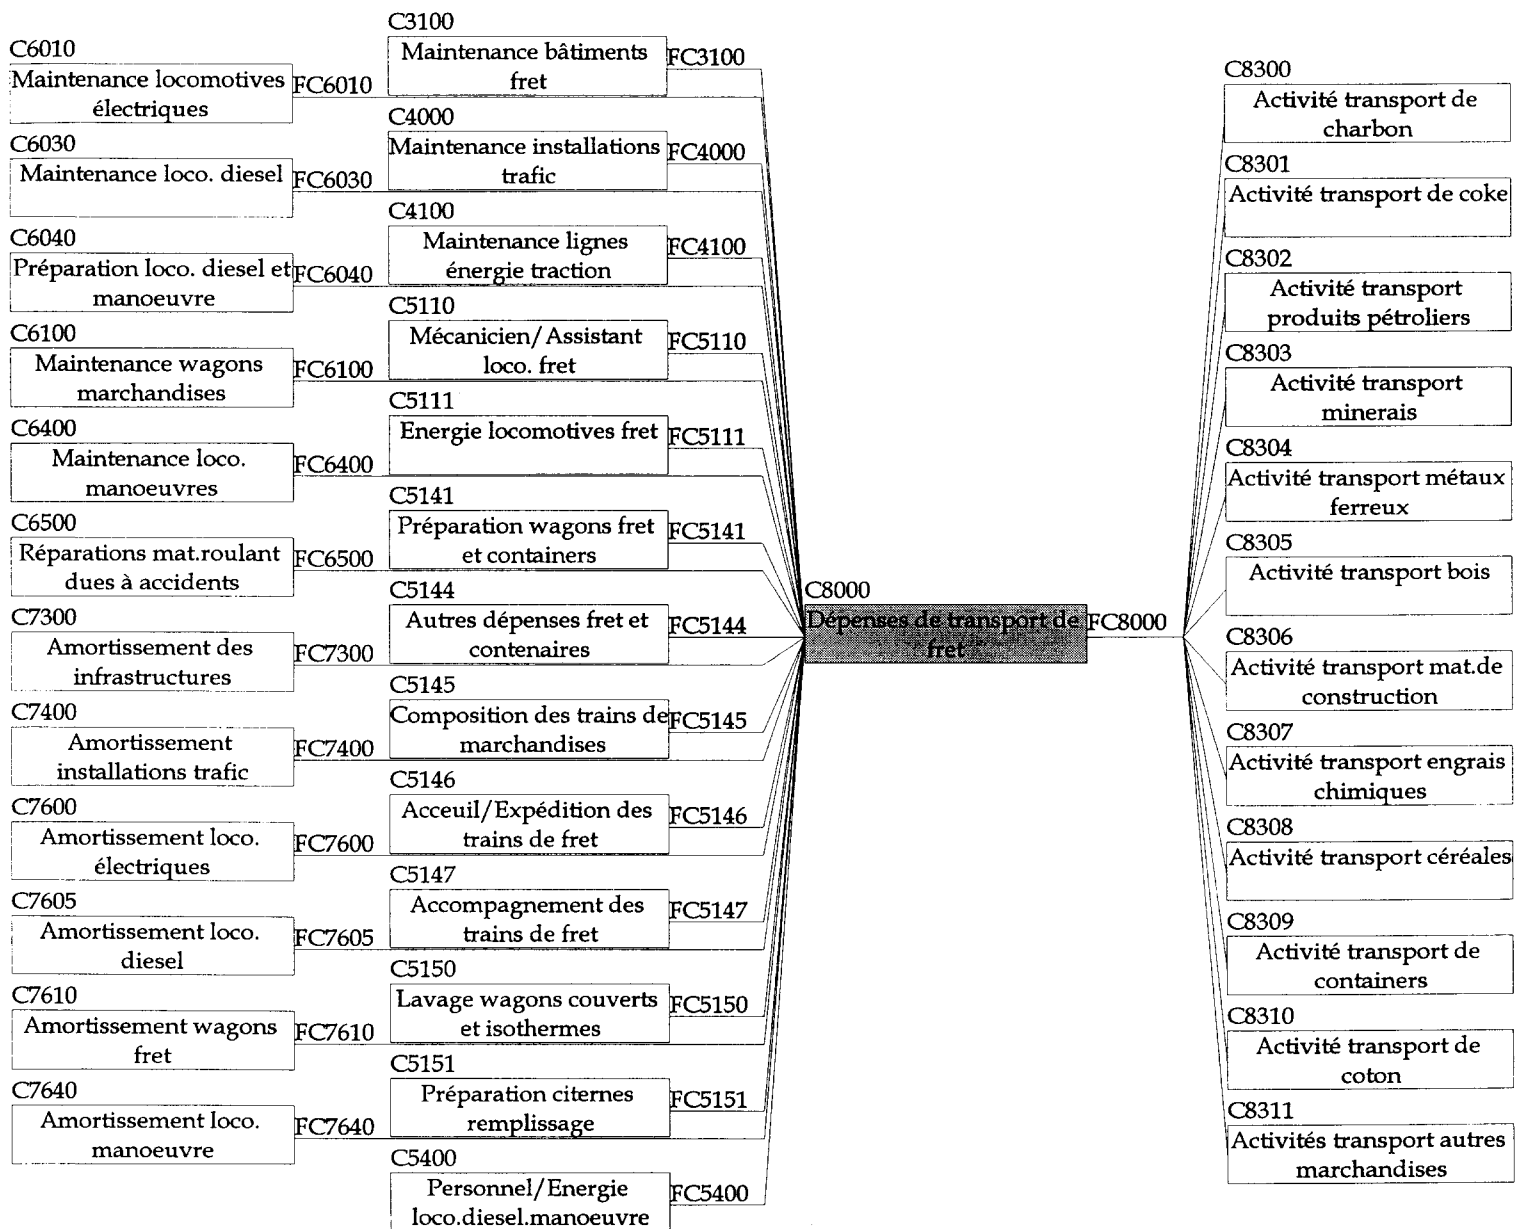 C6010
Maintenance locomotives
électriques
FC6010
C6030
Maintenance loco. diesel
FC6030
C6040
Préparation loco. diesel et
manoeuvre
FC6040
C6100
Maintenance wagons
marchandises
FC6100
C6400
Maintenance loco.
manoeuvres
FC6400
C6500
Réparations mat.roulant
dues à accidents
FC6500
C7300
Amortissement des
infrastructures
FC7300
C7400
Amortissement
installations trafic
FC7400
C7600
Amortissement loco.
électriques
FC7600
C7605
Amortissement loco.
diesel
FC7605
C7610
Amortissement wagons
fret
FC7610
C7640
Amortissement loco.
manoeuvre
FC7640
C3100
Maintenance bâtiments
fret
FC3100
C4000
Maintenance installations
trafic
FC4000
C4100
Maintenance lignes
énergie traction
FC4100
C5110
Mécanicien/Assistant
loco. fret
FC5110
C5111
Energie locomotives fret
FC5111
C5141
Préparation wagons fret
et containers
FC5141
C5144
Autres dépenses fret et
contenaires
FC5144
C5145
Composition des trains de
marchandises
FC5145
C5146
Acceuil/Expédition des
trains de fret
FC5146
C5147
Accompagnement des
trains de fret
FC5147
C5150
Lavage wagons couverts
et isothermes
FC5150
C5151
Préparation citernes
remplissage
FC5151
C5400
Personnel/Energie
loco.diesel.manoeuvre
FC5400
C8000
Dépenses de transport de
fret
FC8000
C8300
Activité transport de
charbon
C8301
Activité transport de coke
C8302
Activité transport
produits pétroliers
C8303
Activité transport
minerais
C8304
Activité transport métaux
ferreux
C8305
Activité transport bois
C8306
Activité transport mat.de
construction
C8307
Activité transport engrais
chimiques
C8308
Activité transport céréales
C8309
Activité transport de
containers
C8310
Activité transport de
coton
C8311
Activités transport autres
marchandises